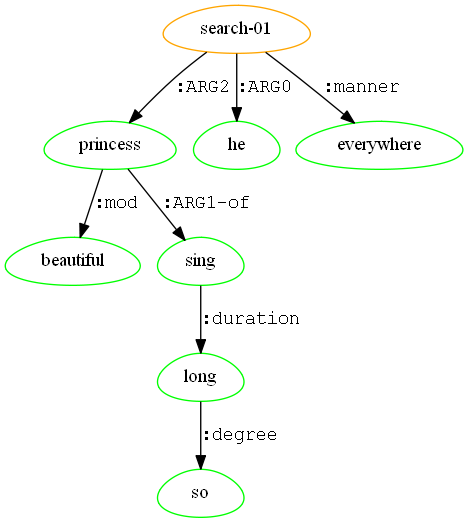 search-01
:ARG2 :ARG0 :manner
princess he everywhere
:mod :ARG1-of
beautiful sing
:duration
long
:degree
so